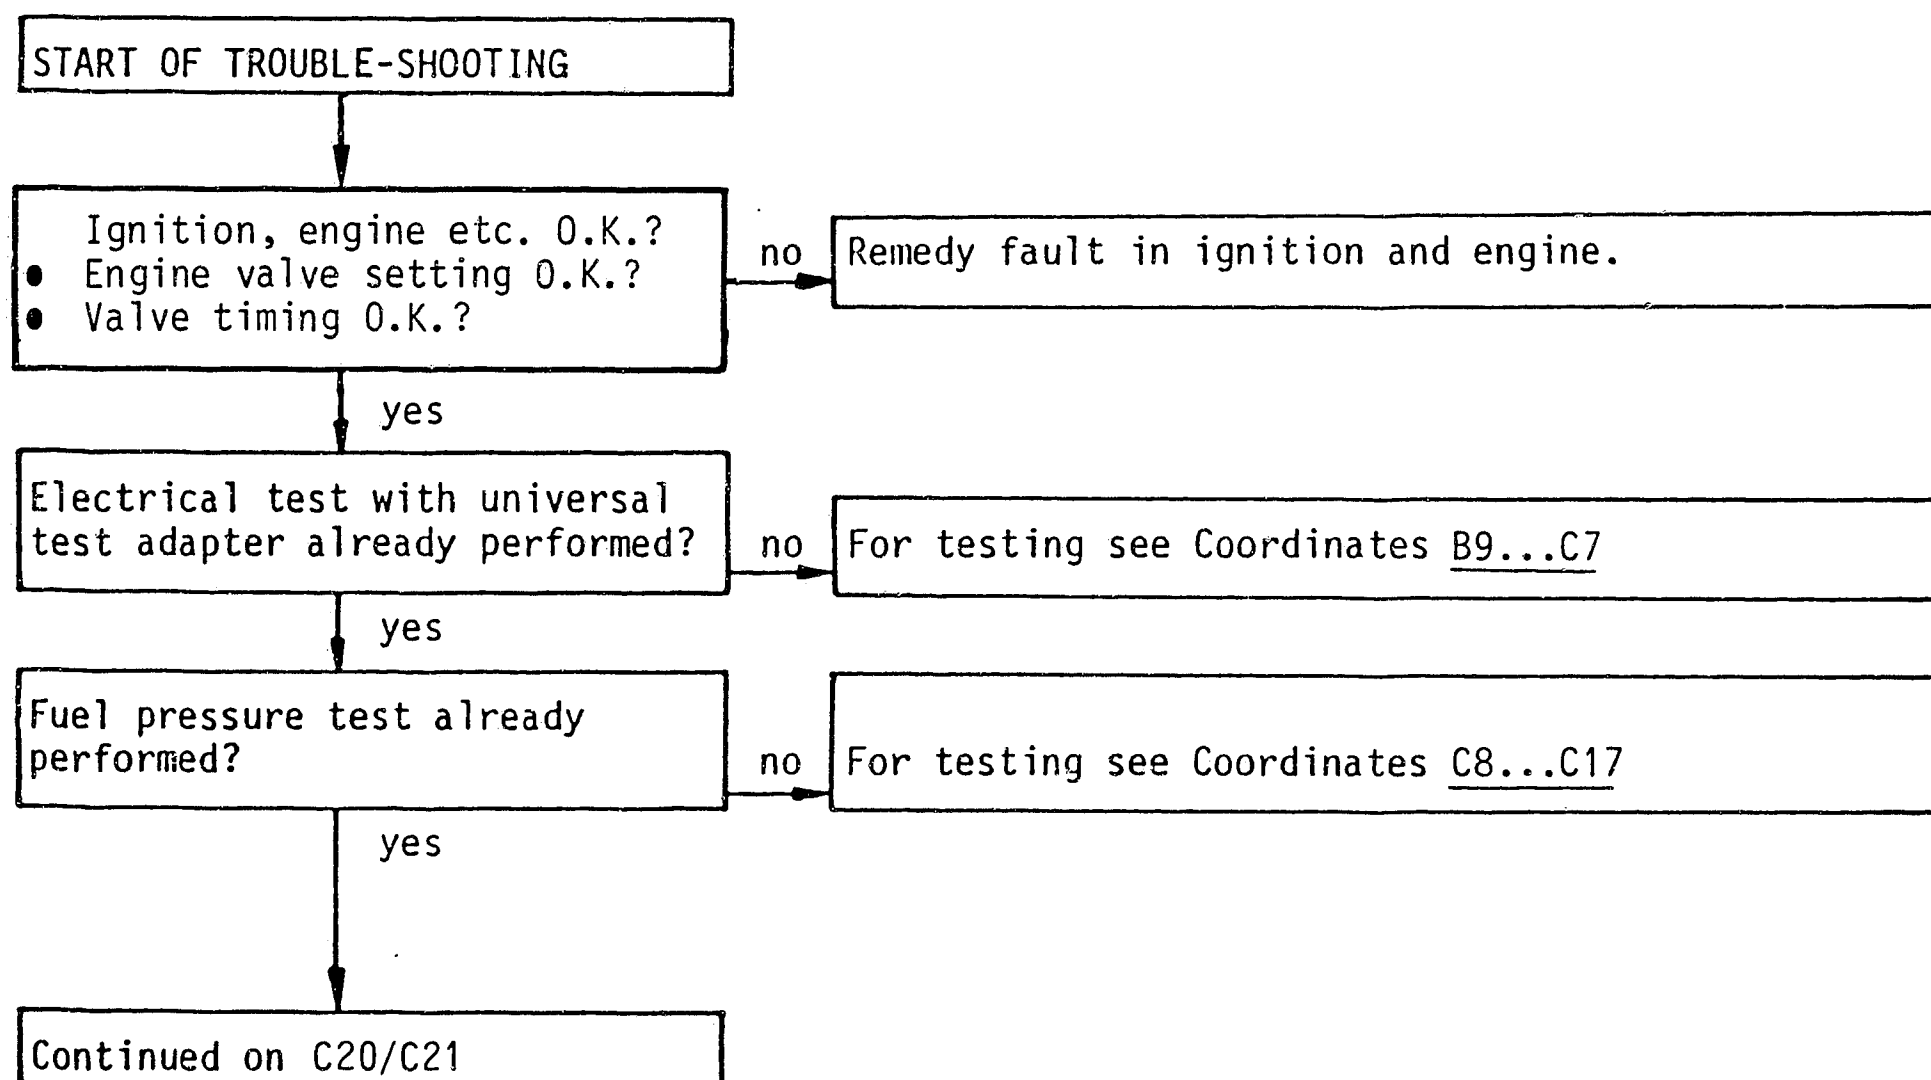 START OF TROUBLE-SHOOTING
Ignition, engine etc. O.K.?
• Engine valve setting O.K.?
• Valve timing O.K.?
no
Remedy fault in ignition and engine.
yes
Electrical test with universal
test adapter already performed?
no
For testing see Coordinates B9...C7
yes
Fuel pressure test already
performed?
no
For testing see Coordinates C8...C17
yes
Continued on C20/C21